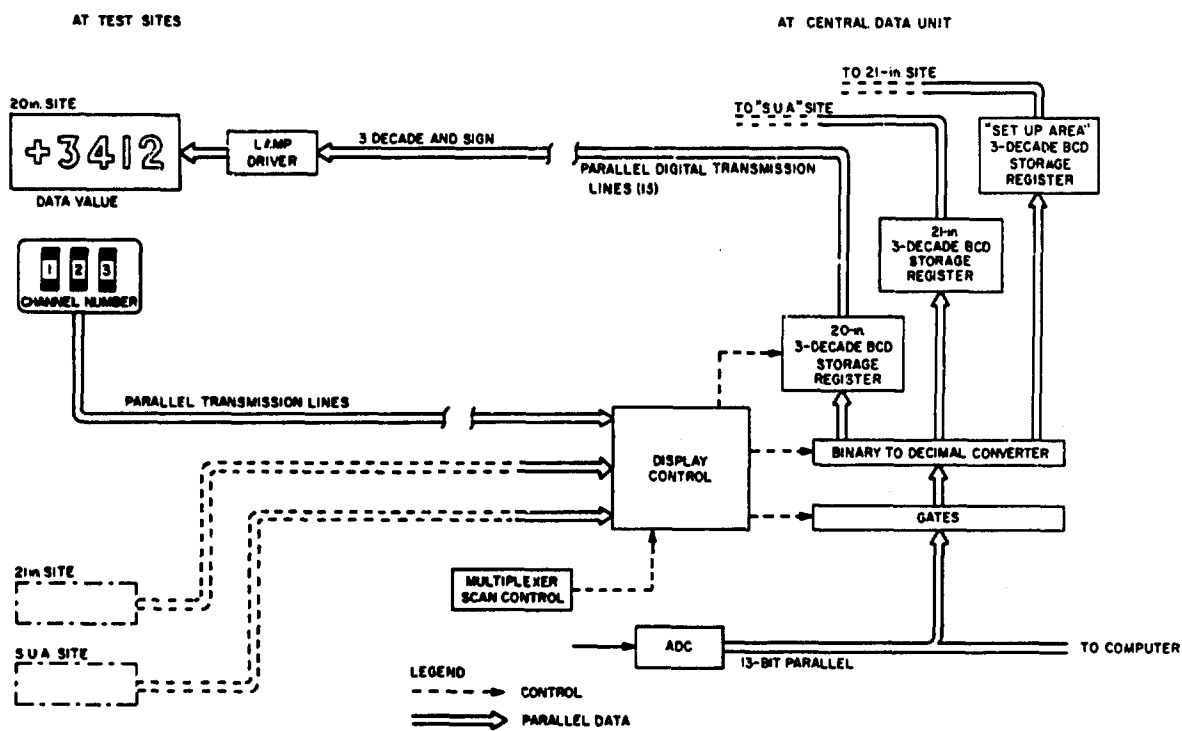 AT TEST SITES
AT CENTRAL DATA UNIT
TO 21-in SITE
TO "S.U.A" SITE
20in. SITE
+3412
DATA VALUE
LAMP
DRIVER
3 DECADE AND SIGN
PARALLEL DIGITAL TRANSMISSION
LINES (13)
"SET UP AREA"
3-DECADE BCD
STORAGE
REGISTER
21-in
3-DECADE BCD
STORAGE
REGISTER
1 2 3
CHANNEL NUMBER
20-in
3-DECADE BCD
STORAGE
REGISTER
PARALLEL TRANSMISSION LINES
DISPLAY
CONTROL
BINARY TO DECIMAL CONVERTER
GATES
21in SITE
MULTIPLEXER
SCAN CONTROL
S U A SITE
ADC
13-BIT PARALLEL
TO COMPUTER
LEGEND
CONTROL
PARALLEL DATA